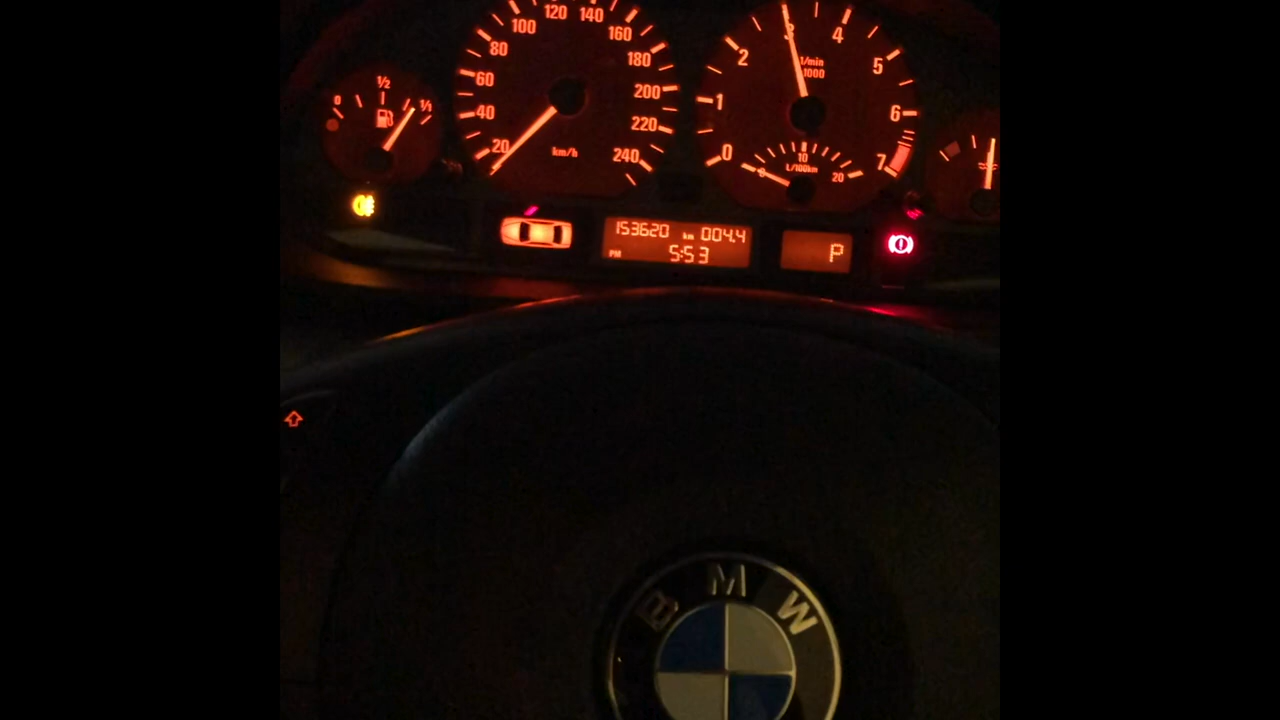 0 1/2 1/1
20 40 60 80 100 120 140 160 180 200 220 240
km/h
0 1 2 3 4 5 6 7
1/min
x1000
10
L/100km
20
153620 km 004.4
PM 5:53
P
BMW